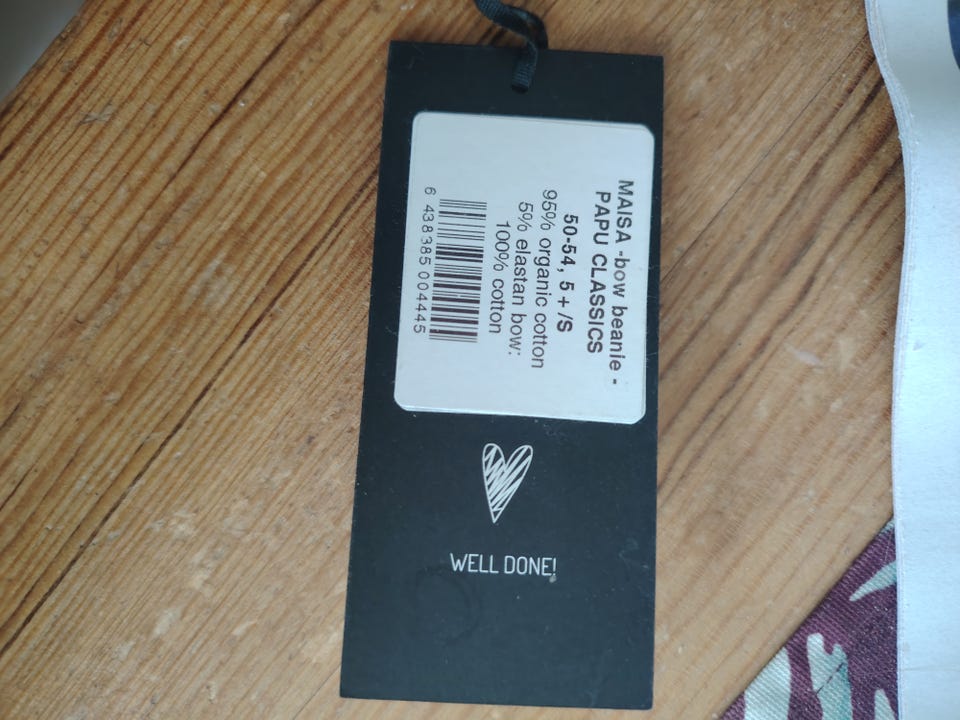 MAISA -bow beanie -
PAPU CLASSICS
50-54, 5 + /S
95% organic cotton
5% elastan bow:
100% cotton
6 438385 004445
WELL DONE!